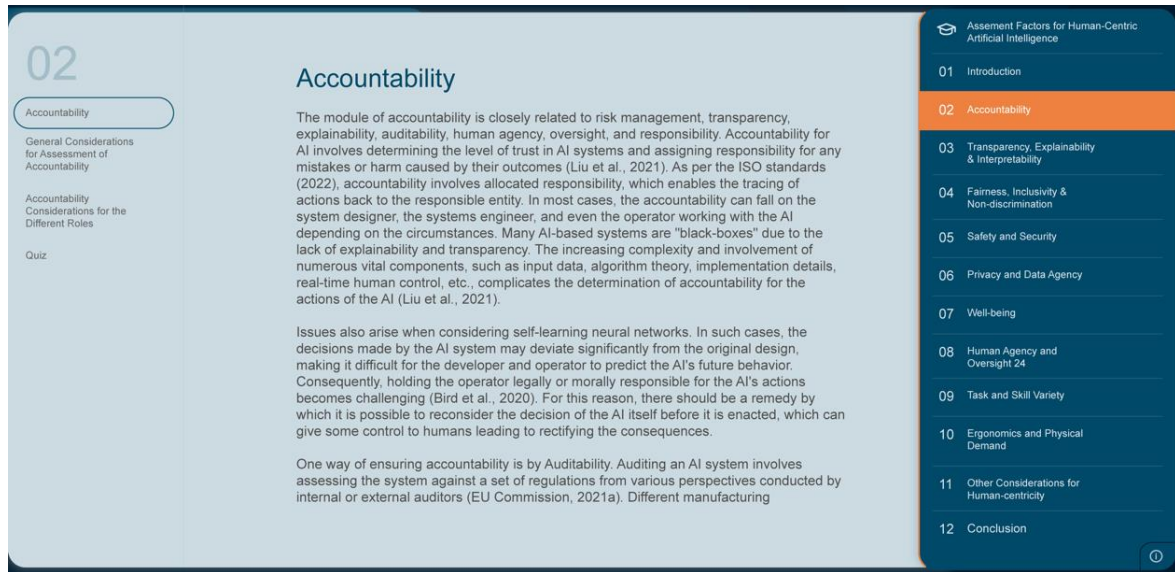 02
Accountability
General Considerations
for Assessment of
Accountability
Accountability
Considerations for the
Different Roles
Quiz
Accountability
The module of accountability is closely related to risk management, transparency,
explainability, auditability, human agency, oversight, and responsibility. Accountability for
AI involves determining the level of trust in AI systems and assigning responsibility for any
mistakes or harm caused by their outcomes (Liu et al., 2021). As per the ISO standards
(2022), accountability involves allocated responsibility, which enables the tracing of
actions back to the responsible entity. In most cases, the accountability can fall on the
system designer, the systems engineer, and even the operator working with the AI
depending on the circumstances. Many AI-based systems are "black-boxes" due to the
lack of explainability and transparency. The increasing complexity and involvement of
numerous vital components, such as input data, algorithm theory, implementation details,
real-time human control, etc., complicates the determination of accountability for the
actions of the AI (Liu et al., 2021).
Issues also arise when considering self-learning neural networks. In such cases, the
decisions made by the AI system may deviate significantly from the original design,
making it difficult for the developer and operator to predict the AI's future behavior.
Consequently, holding the operator legally or morally responsible for the AI's actions
becomes challenging (Bird et al., 2020). For this reason, there should be a remedy by
which it is possible to reconsider the decision of the AI itself before it is enacted, which can
give some control to humans leading to rectifying the consequences.
One way of ensuring accountability is by Auditability. Auditing an AI system involves
assessing the system against a set of regulations from various perspectives conducted by
internal or external auditors (EU Commission, 2021a). Different manufacturing
Assement Factors for Human-Centric
Artificial Intelligence
01 Introduction
02 Accountability
03 Transparency, Explainability
& Interpretability
04 Fairness, Inclusivity &
Non-discrimination
05 Safety and Security
06 Privacy and Data Agency
07 Well-being
08 Human Agency and
Oversight 24
09 Task and Skill Variety
10 Ergonomics and Physical
Demand
11 Other Considerations for
Human-centricity
12 Conclusion